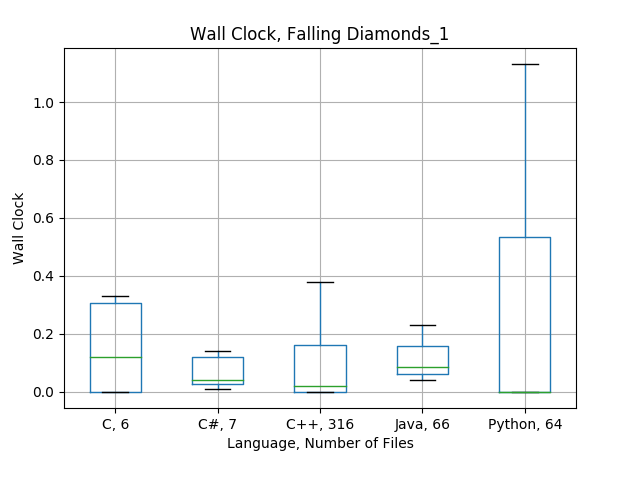 Wall Clock, Falling Diamonds_1
Wall Clock
1.0
0.8
0.6
0.4
0.2
0.0
C, 6
C#, 7
C++, 316
Java, 66
Python, 64
Language, Number of Files